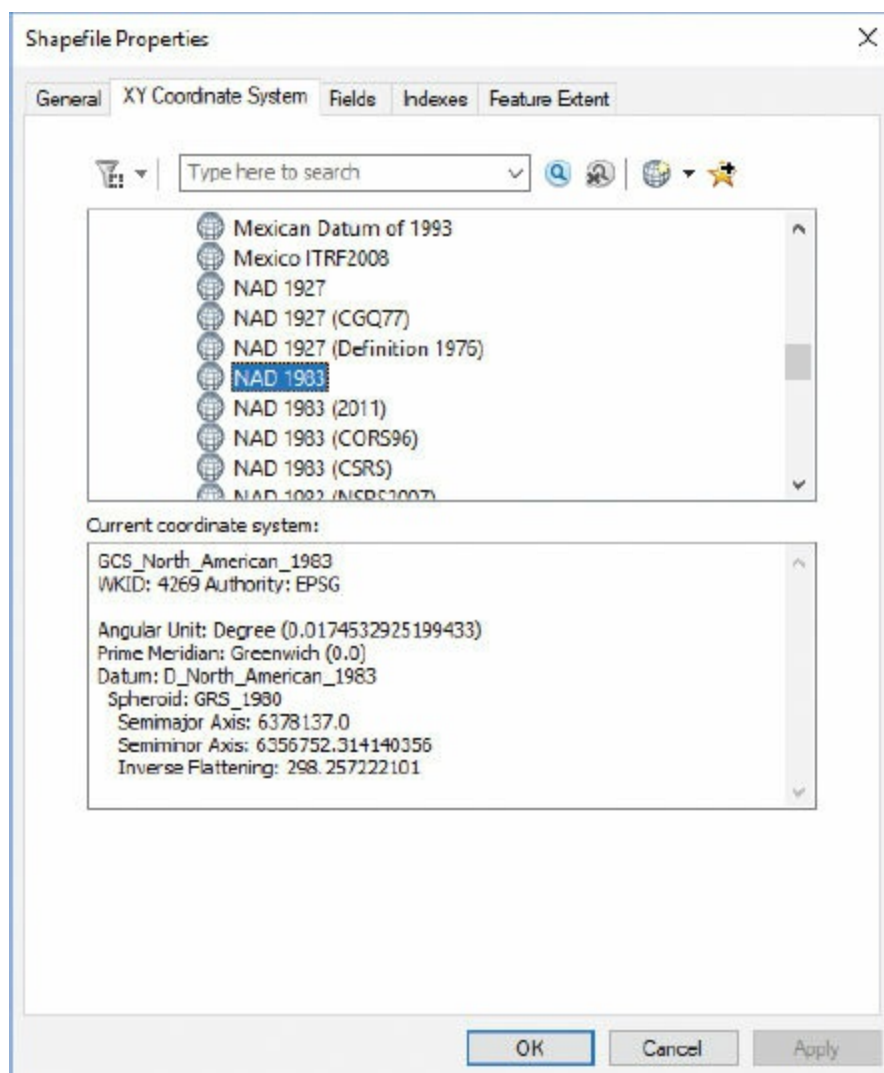 Shapefile Properties
General XY Coordinate System Fields Indexes Feature Extent
Type here to search
Mexican Datum of 1993
Mexico ITRF2008
NAD 1927
NAD 1927 (CGQ77)
NAD 1927 (Definition 1976)
NAD 1983
NAD 1983 (2011)
NAD 1983 (CORS96)
NAD 1983 (CSRS)
NAD 1983 (NSRS2007)
Current coordinate system:
GCS_North_American_1983
WKID: 4269 Authority: EPSG
Angular Unit: Degree (0.0174532925199433)
Prime Meridian: Greenwich (0.0)
Datum: D_North_American_1983
Spheroid: GRS_1980
Semimajor Axis: 6378137.0
Semiminor Axis: 6356752.314140356
Inverse Flattening: 298.257222101
OK Cancel Apply